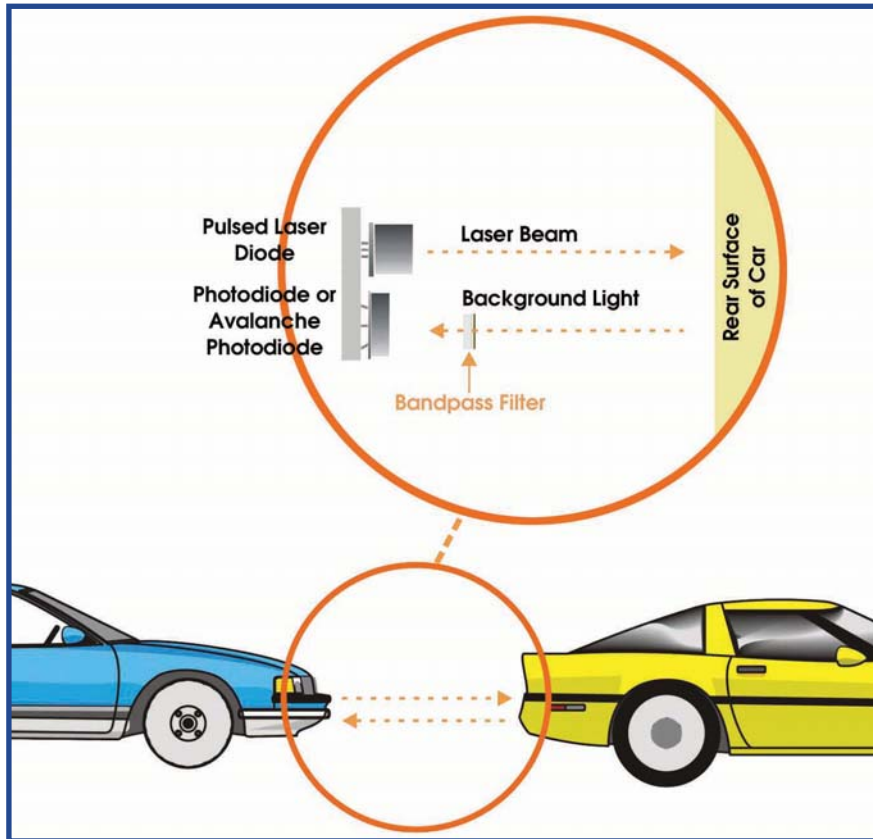 Pulsed Laser
Diode
Laser Beam
Photodiode or
Avalanche
Photodiode
Background Light
Bandpass Filter
Rear Surface
of Car